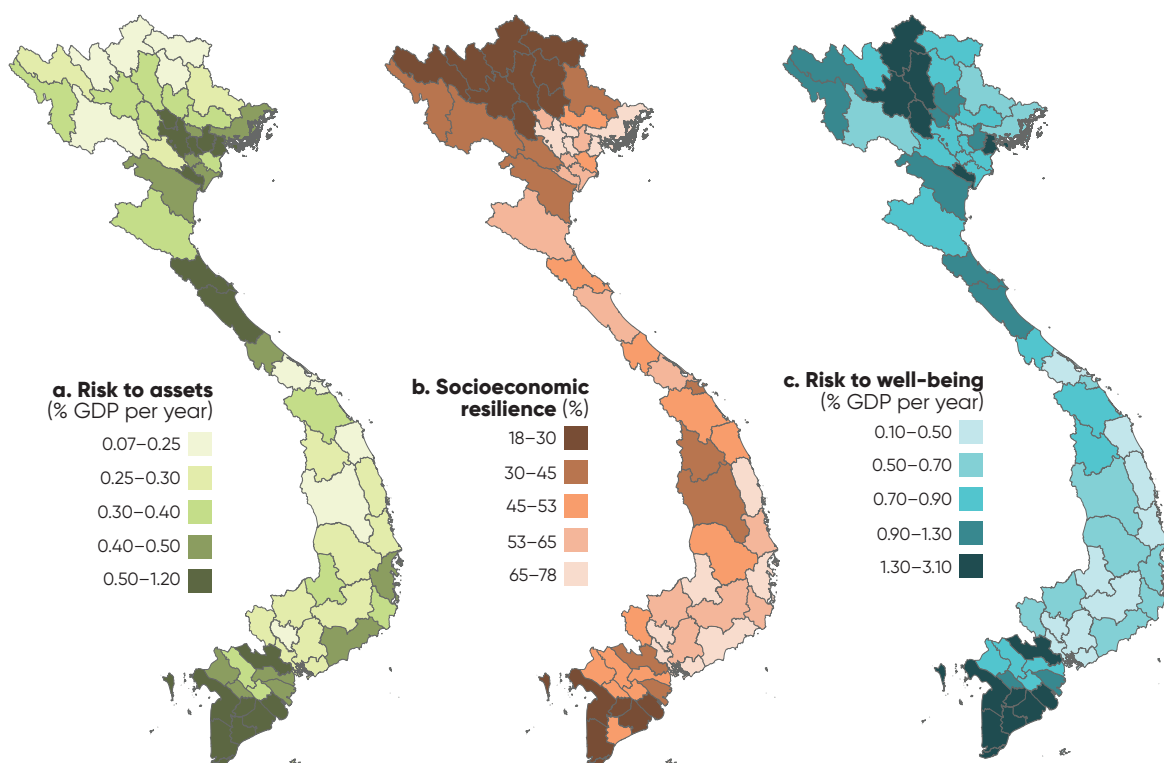 a. Risk to assets
(% GDP per year)
0.07–0.25
0.25–0.30
0.30–0.40
0.40–0.50
0.50–1.20
b. Socioeconomic
resilience (%)
18–30
30–45
45–53
53–65
65–78
c. Risk to well-being
(% GDP per year)
0.10–0.50
0.50–0.70
0.70–0.90
0.90–1.30
1.30–3.10